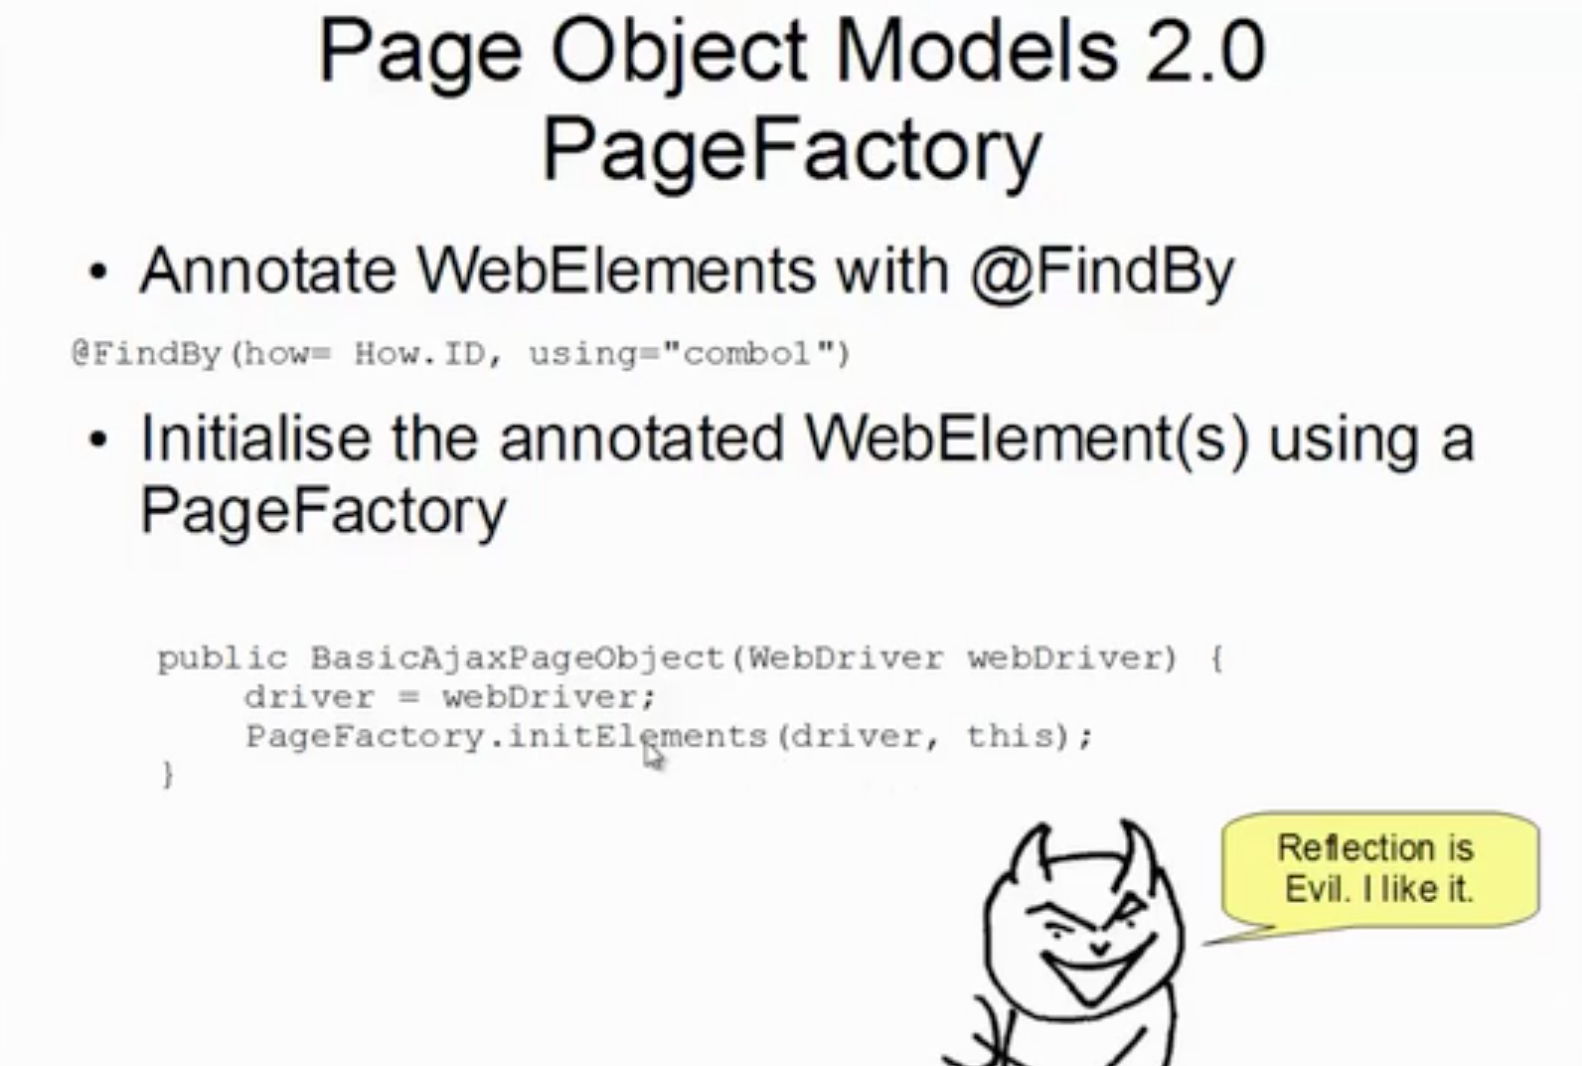 Page Object Models 2.0
PageFactory
• Annotate WebElements with @FindBy
@FindBy(how= How.ID, using="combo1")
• Initialise the annotated WebElement(s) using a
PageFactory
public BasicAjaxPageObject(WebDriver webDriver) {
driver = webDriver;
PageFactory.initElements(driver, this);
}
Reflection is
Evil. I like it.